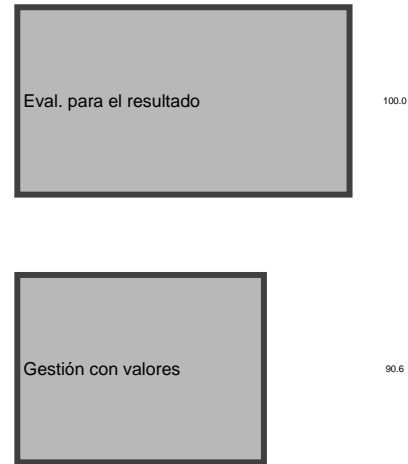 Eval. para el resultado 100.0
Gestión con valores 90.6